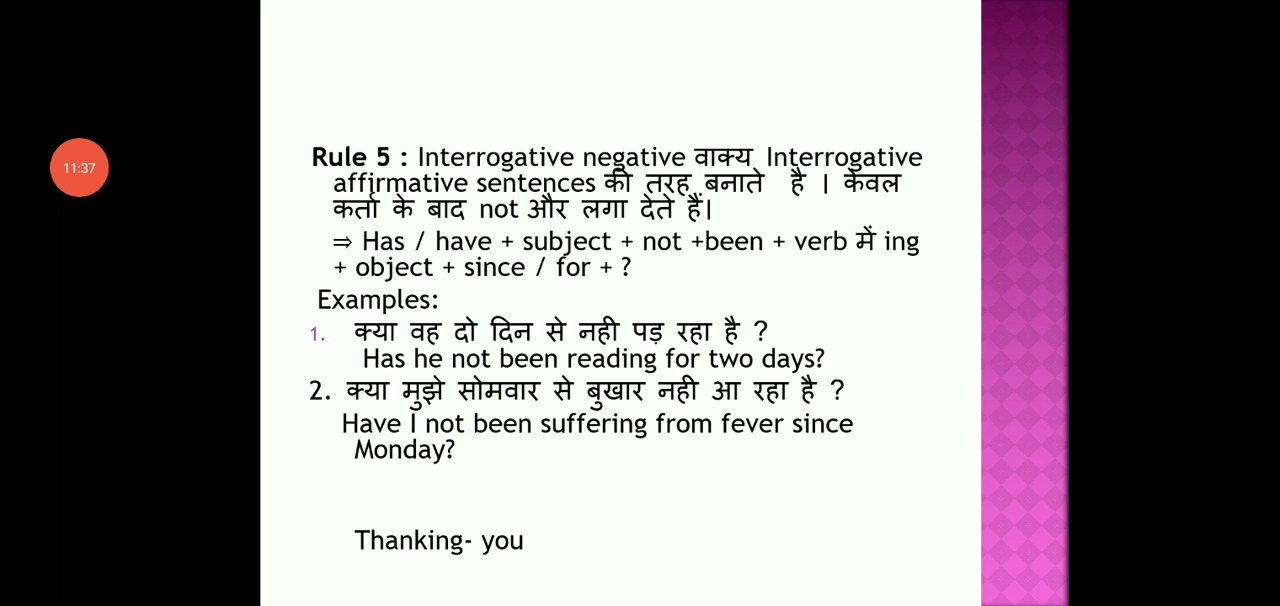 11:37
Rule 5 : Interrogative negative वाक्य Interrogative
affirmative sentences की तरह बनाते है । केवल
कर्ता के बाद not और लगा देते हैं।
⇒ Has / have + subject + not +been + verb में ing
+ object + since / for + ?
Examples:
1. क्या वह दो दिन से नही पड़ रहा है ?
Has he not been reading for two days?
2. क्या मुझे सोमवार से बुखार नही आ रहा है ?
Have I not been suffering from fever since
Monday?
Thanking- you